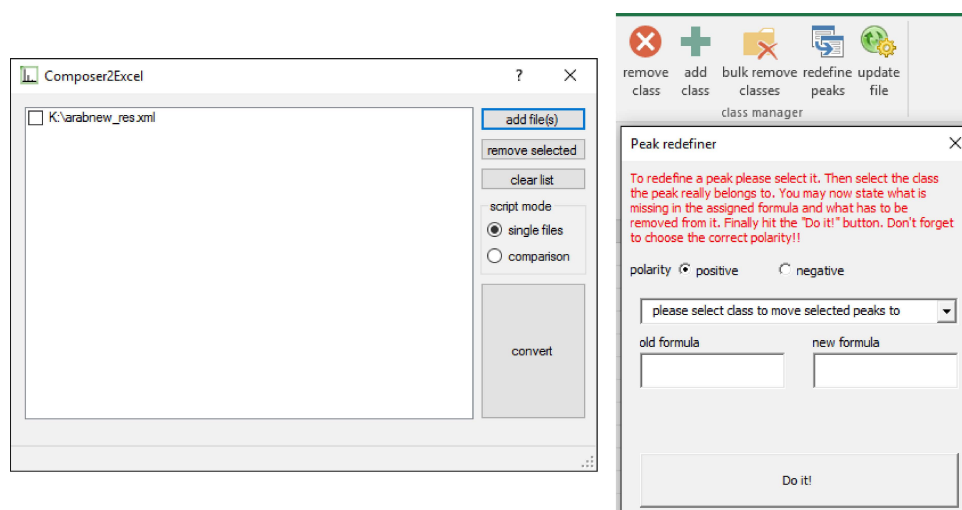 Composer2Excel ? ×
K:\arabnew_res.xml
add file(s)
remove selected
clear list
script mode
single files
comparison
convert
remove class
add class
bulk remove classes
redefine peaks
update file
class manager
Peak redefiner ×
To redefine a peak please select it. Then select the class
the peak really belongs to. You may now state what is
missing in the assigned formula and what has to be
removed from it. Finally hit the "Do it!" button. Don't forget
to choose the correct polarity!!
polarity positive negative
please select class to move selected peaks to
old formula new formula
Do it!